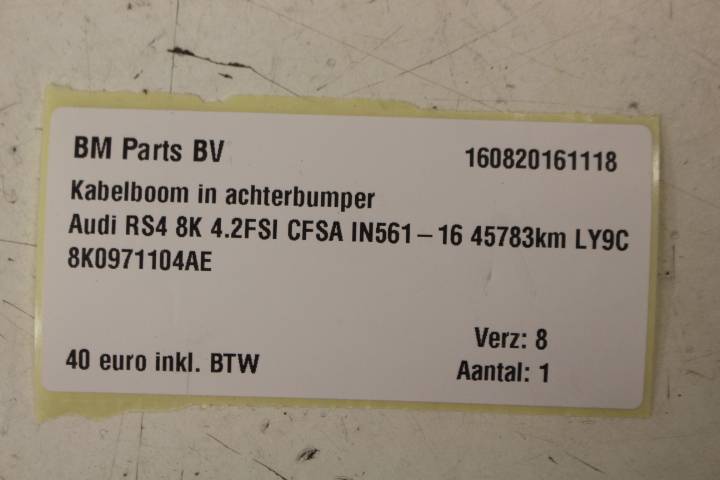 BM Parts BV 160820161118
Kabelboom in achterbumper
Audi RS4 8K 4.2FSI CFSA IN561-16 45783km LY9C
8K0971104AE
Verz: 8
40 euro inkl. BTW
Aantal: 1